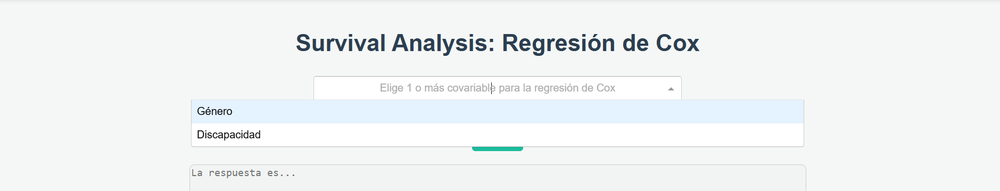 Survival Analysis: Regresión de Cox
Elige 1 o más covariable para la regresión de Cox
Género
Discapacidad
La respuesta es...